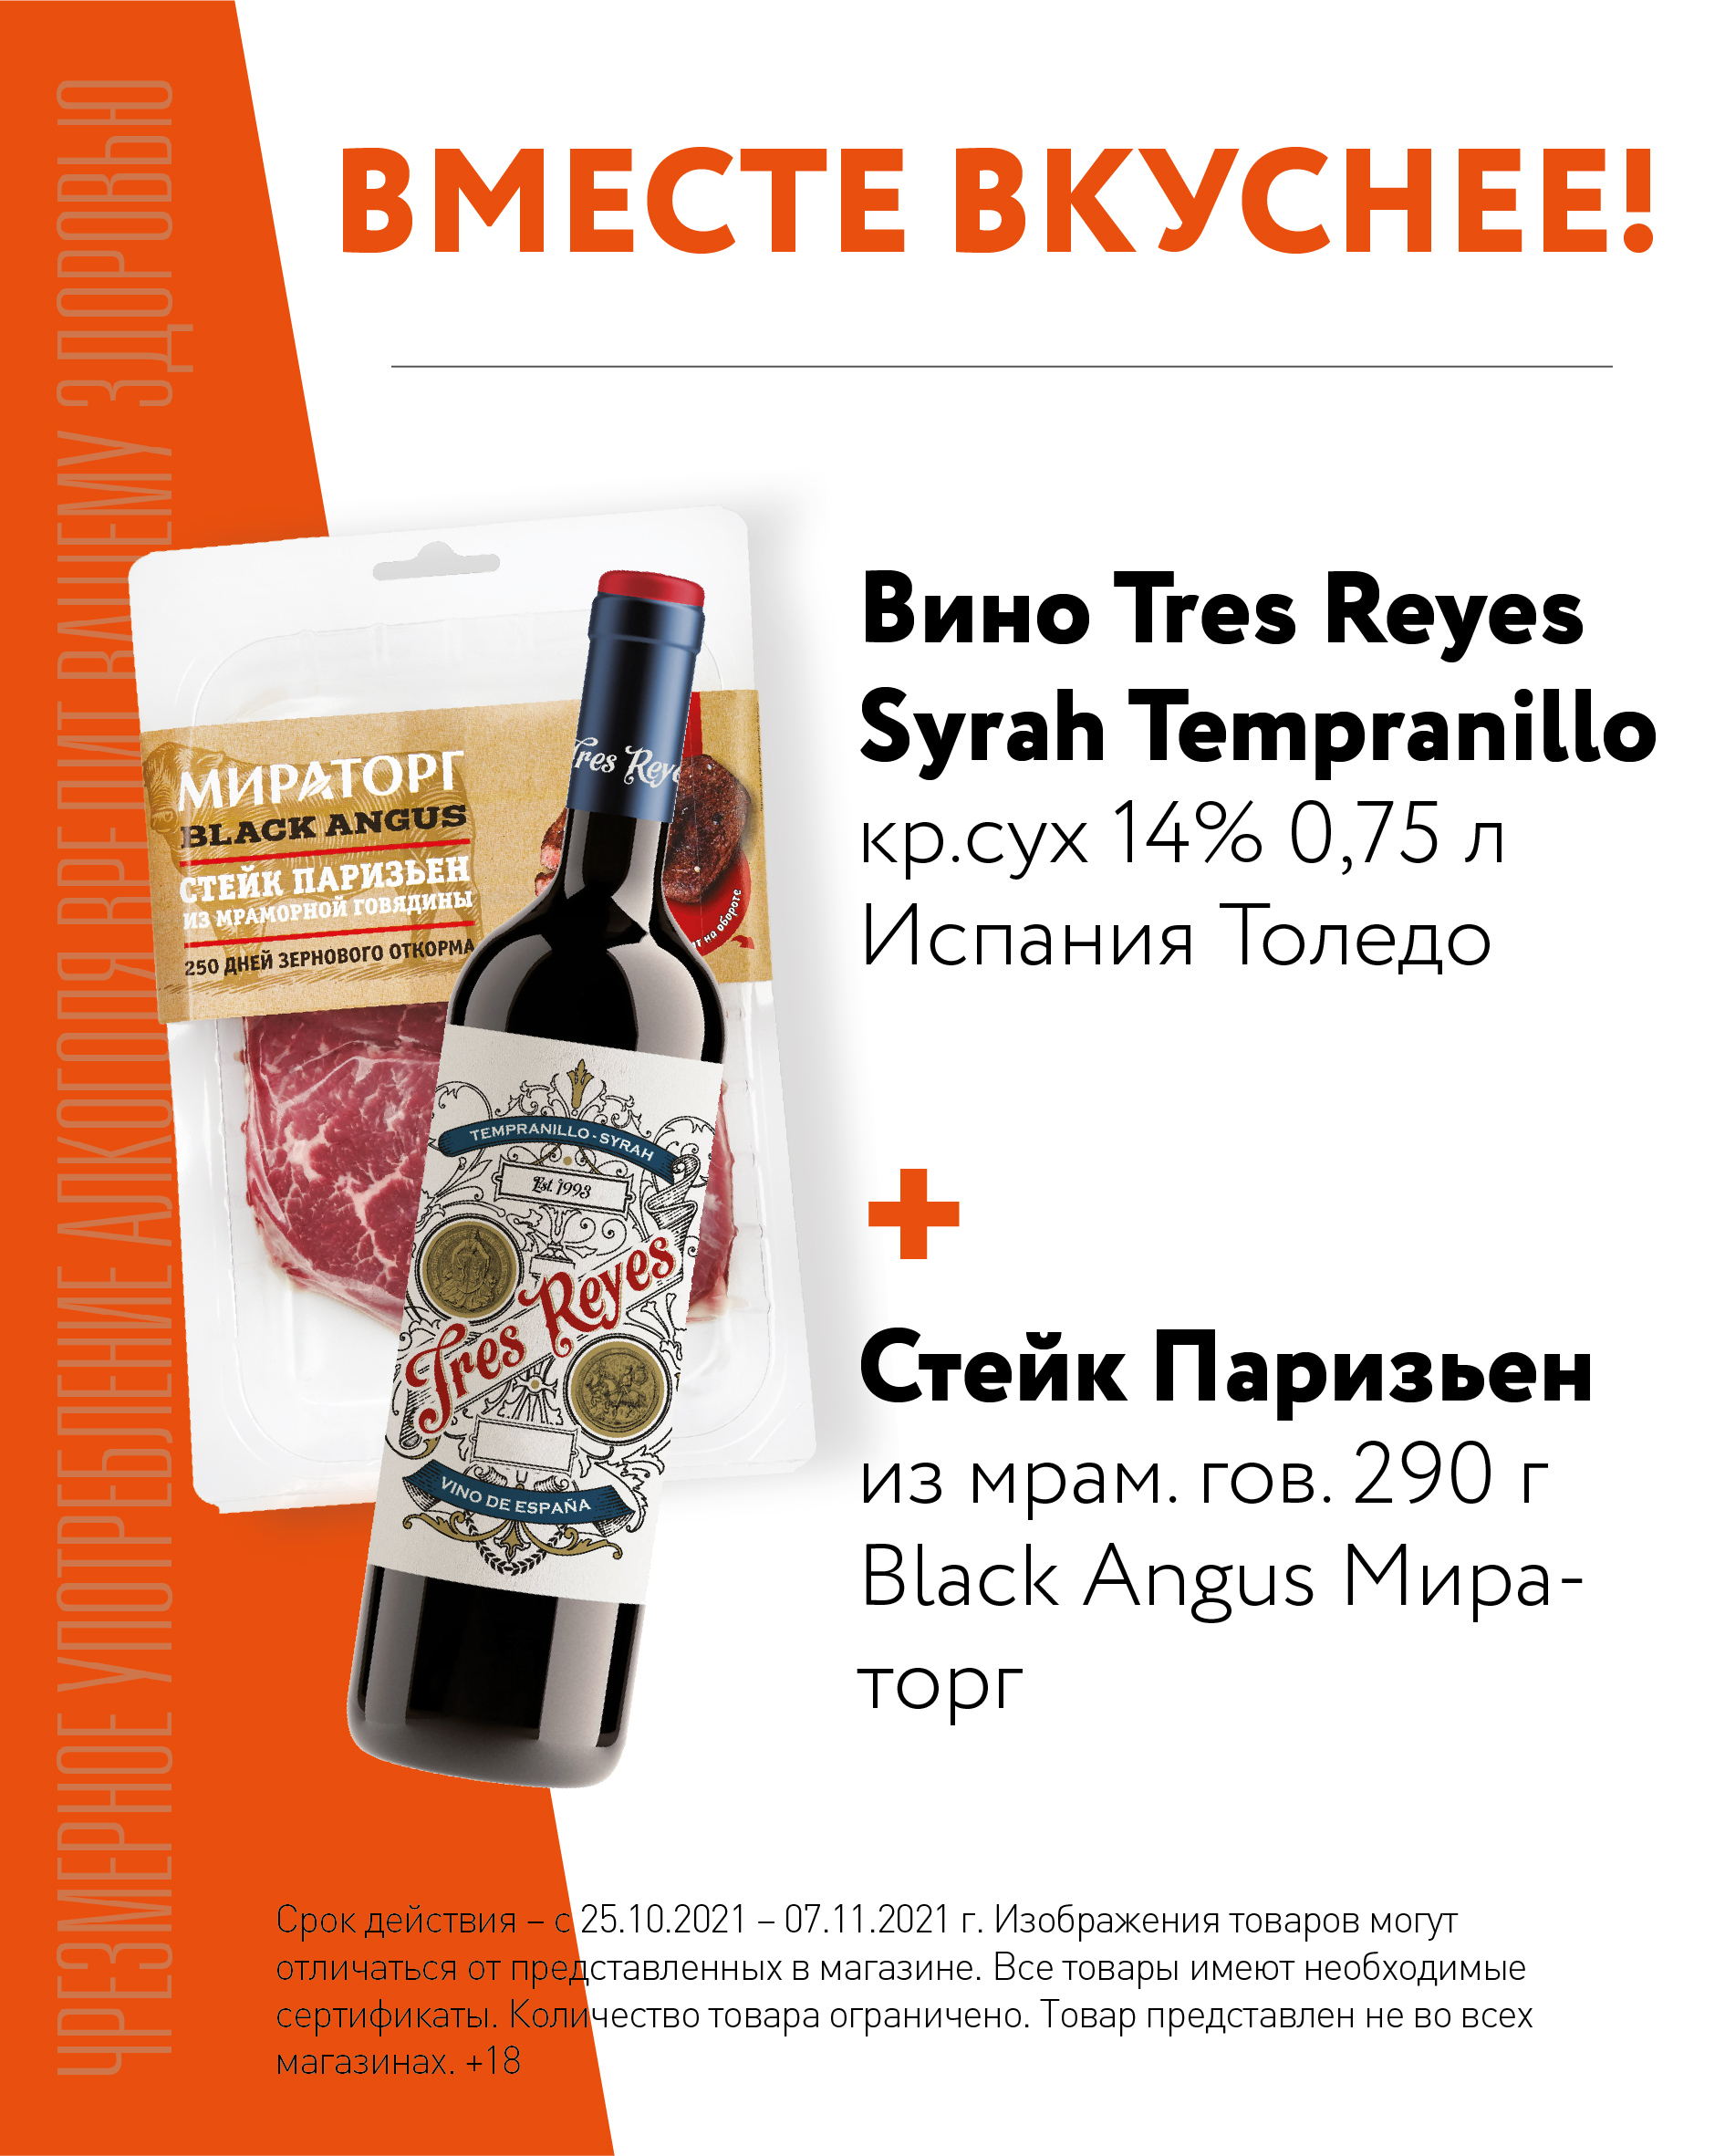 ВМЕСТЕ ВКУСНЕЕ!
ЧРЕЗМЕРНОЕ УПОТРЕБЛЕНИЕ АЛКОГОЛЯ ВРЕДИТ ВАШЕМУ ЗДОРОВЬЮ
МИРАТОРГ
BLACK ANGUS
СТЕЙК ПАРИЗЬЕН
ИЗ МРАМОРНОЙ ГОВЯДИНЫ
250 ДНЕЙ ЗЕРНОВОГО ОТКОРМА
на обороте
Tres Reye
TEMPRANILLO-SYRAH
Est. 1993
Tres Reyes
VINO DE ESPAÑA
Вино Tres Reyes
Syrah Tempranillo
кр.сух 14% 0,75 л
Испания Толедо
+
Стейк Паризьен
из мрам. гов. 290 г
Black Angus Мира-
торг
Срок действия – с 25.10.2021 – 07.11.2021 г. Изображения товаров могут
отличаться от представленных в магазине. Все товары имеют необходимые
сертификаты. Количество товара ограничено. Товар представлен не во всех
магазинах. +18